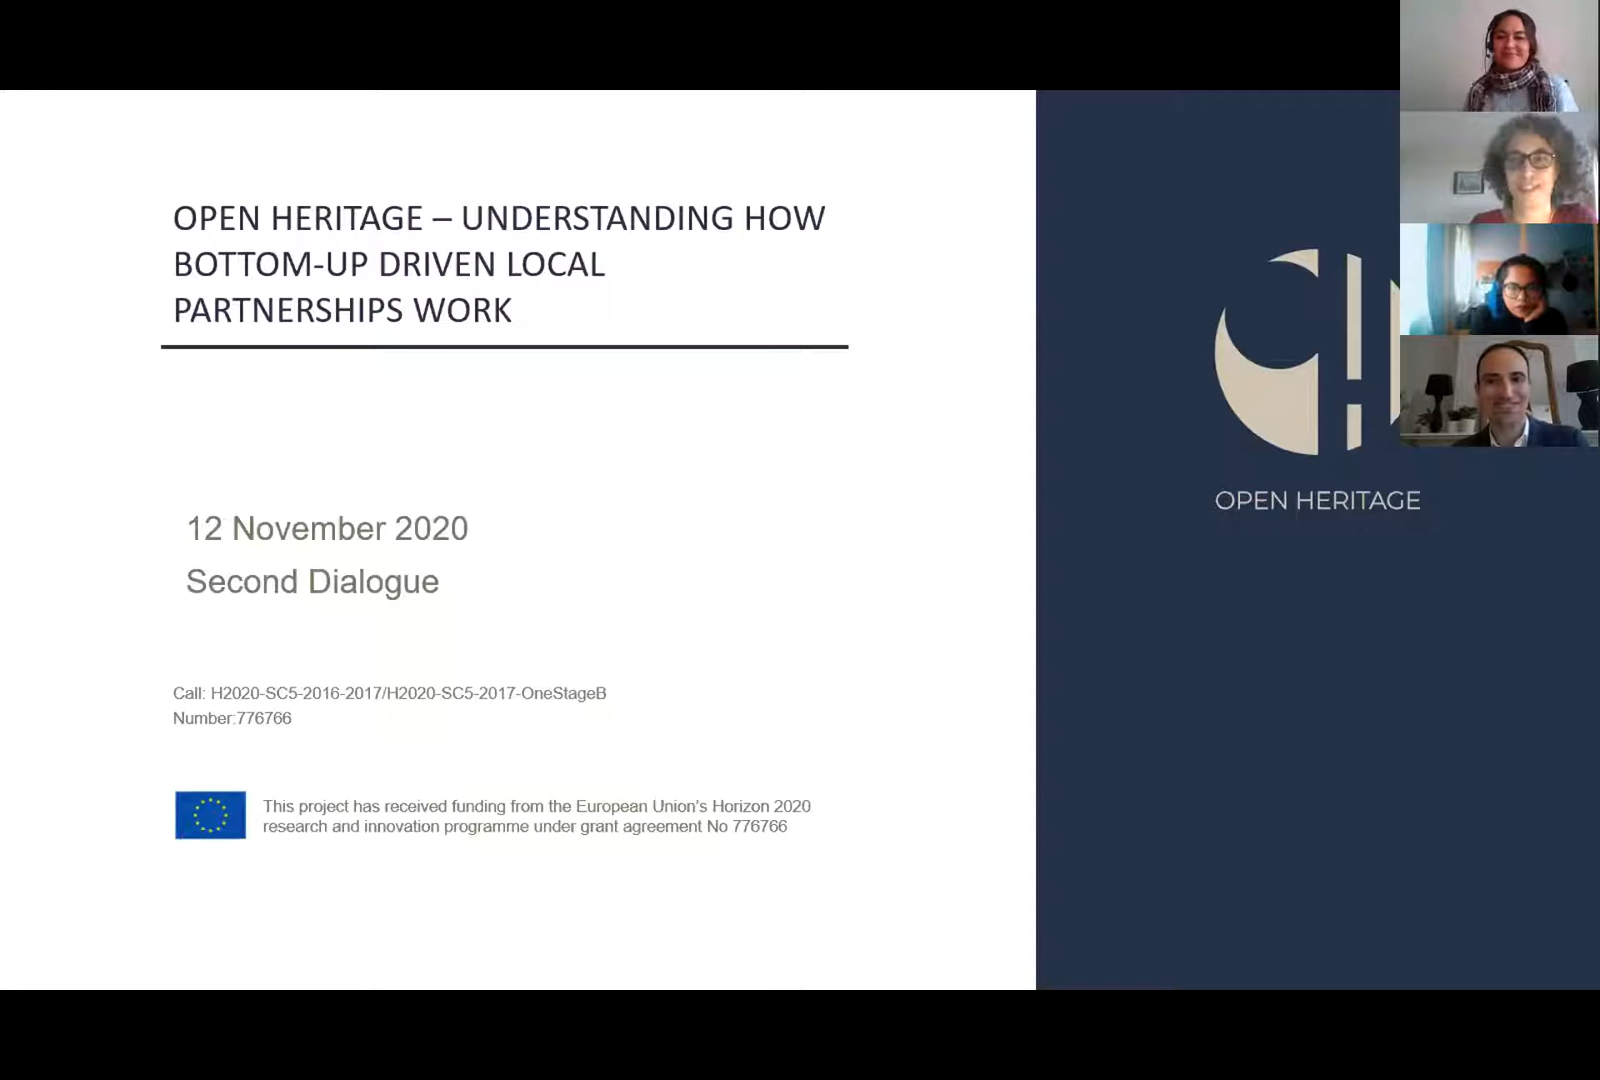 OPEN HERITAGE – UNDERSTANDING HOW
BOTTOM-UP DRIVEN LOCAL
PARTNERSHIPS WORK
12 November 2020
Second Dialogue
Call: H2020-SC5-2016-2017/H2020-SC5-2017-OneStageB
Number:776766
This project has received funding from the European Union's Horizon 2020
research and innovation programme under grant agreement No 776766
OPEN HERITAGE